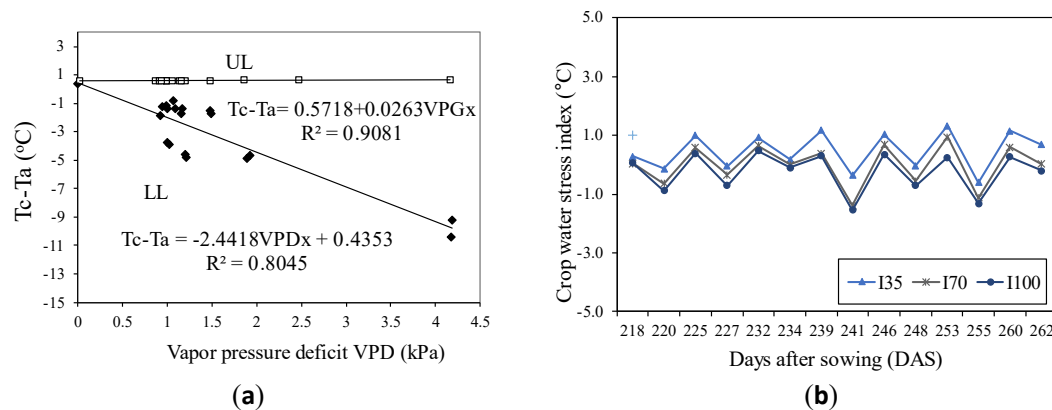 Tc-Ta (°C)
3
1
-1
-3
-5
-7
-9
-11
-13
-15
UL
Tc-Ta= 0.5718+0.0263VPGx
R² = 0.9081
LL
Tc-Ta = -2.4418VPDx + 0.4353
R² = 0.8045
0 0.5 1 1.5 2 2.5 3 3.5 4 4.5
Vapor pressure deficit VPD (kPa)
(a)
Crop water stress index (°C)
5.0
3.0
1.0
-1.0
-3.0
-5.0
I35 I70 I100
218 220 225 227 232 234 239 241 246 248 253 255 260 262
Days after sowing (DAS)
(b)